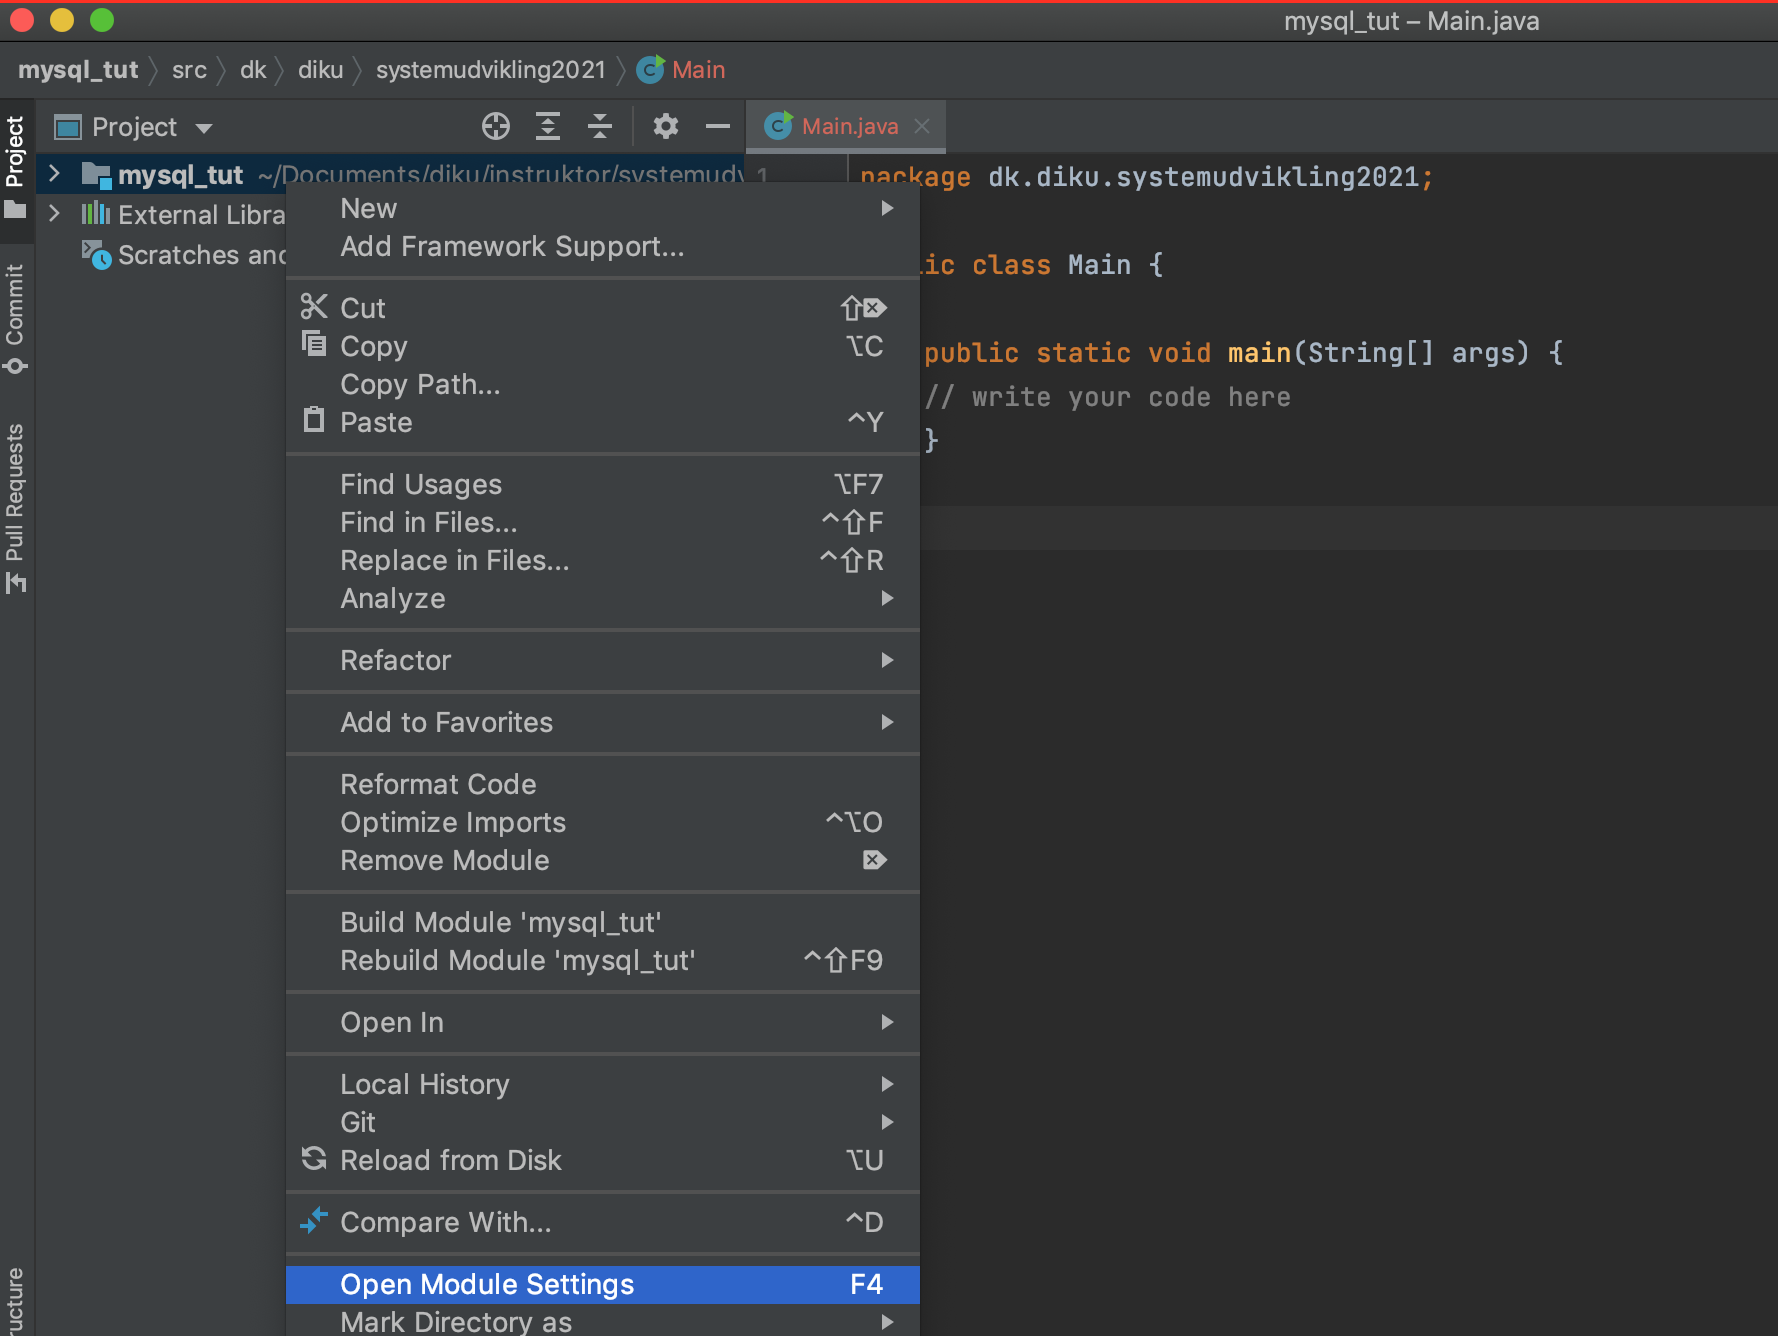 mysql_tut – Main.java
mysql_tut src dk diku systemudvikling2021 Main
Project
Commit
Pull Requests
Project
Main.java
mysql_tut ~/Documents/diku/instruktor/systemudv
External Libra
Scratches and
New
Add Framework Support...
Cut ⇧⌦
Copy ⌥C
Copy Path...
Paste ^Y
Find Usages ⌥F7
Find in Files... ^⇧F
Replace in Files... ^⇧R
Analyze
Refactor
Add to Favorites
Reformat Code
Optimize Imports ^⌥O
Remove Module ⌦
Build Module 'mysql_tut'
Rebuild Module 'mysql_tut' ^⇧F9
Open In
Local History
Git
Reload from Disk ⌥U
Compare With... ^D
Open Module Settings F4
Mark Directory as
1 package dk.diku.systemudvikling2021;
lic class Main {
public static void main(String[] args) {
// write your code here
}
ructure